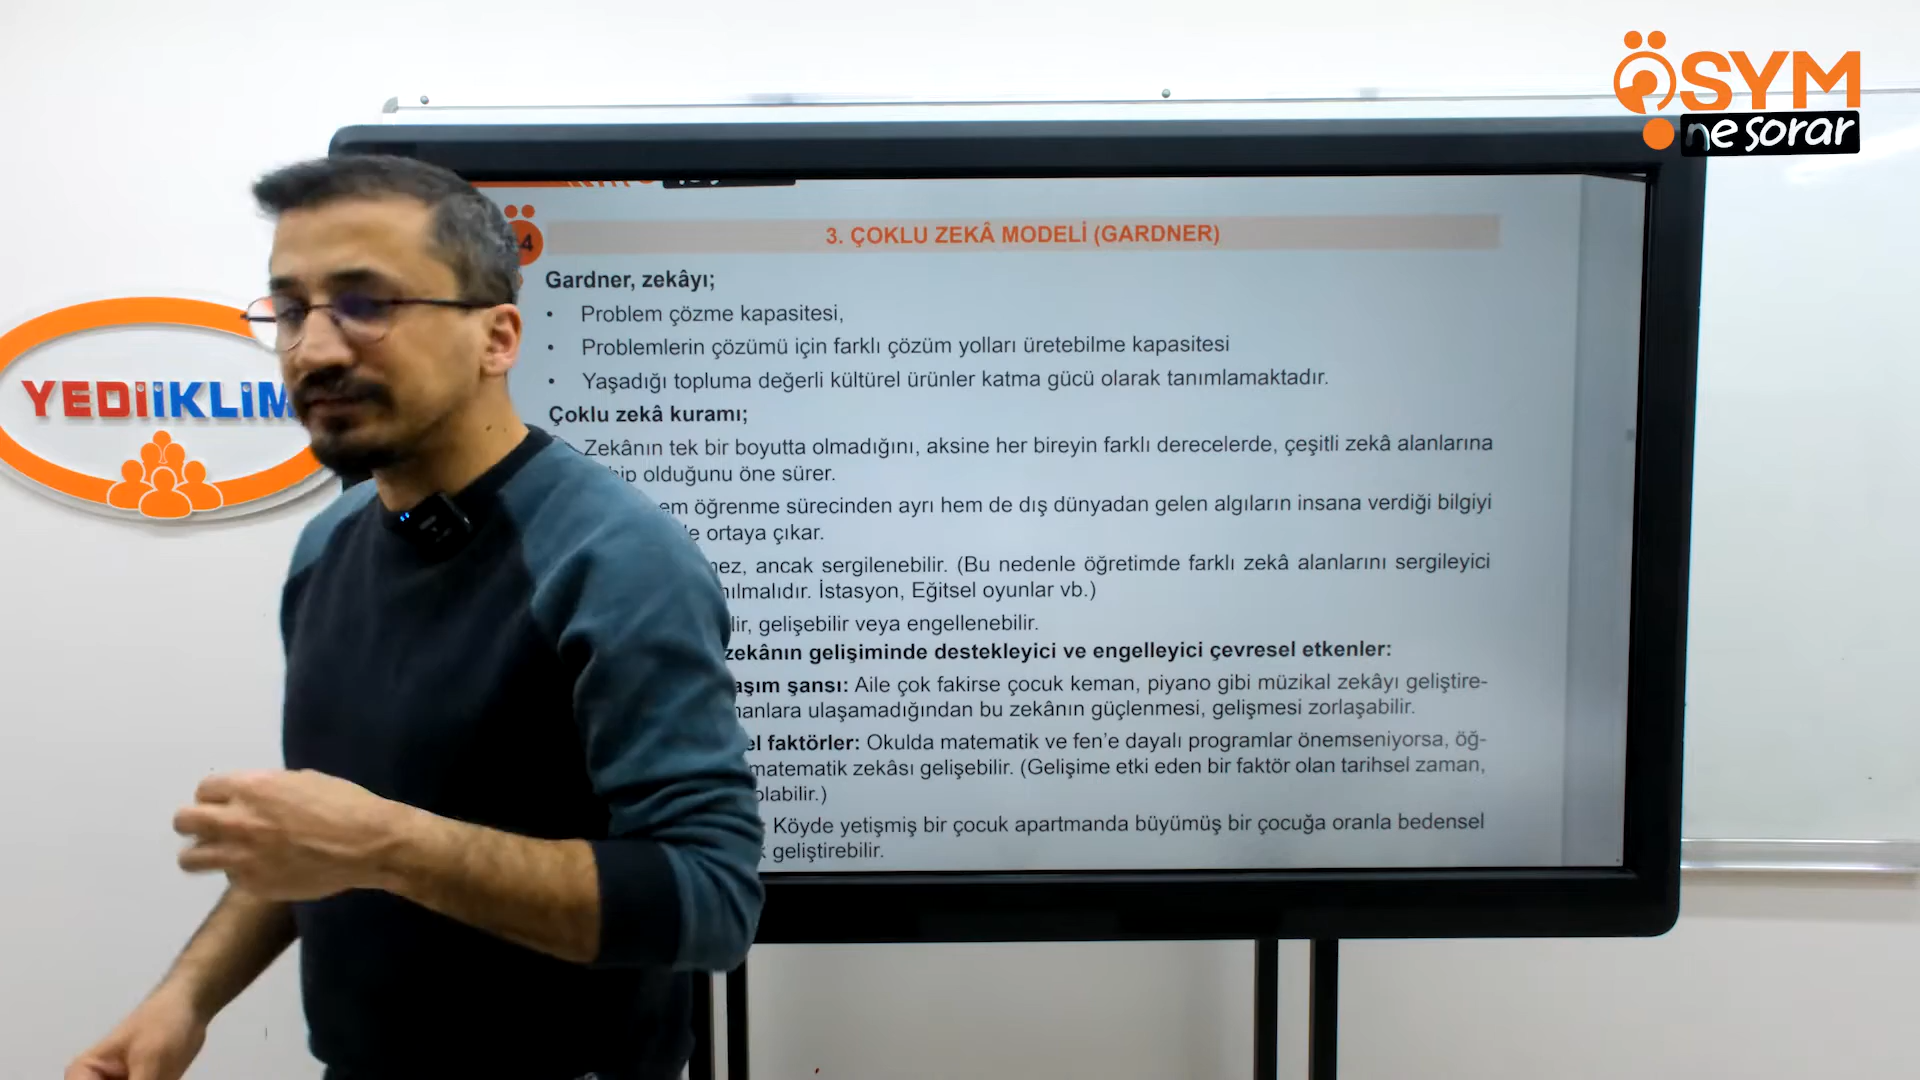 ÖSYM
ne sorar
YEDİİKLİM
4
3. ÇOKLU ZEKÂ MODELİ (GARDNER)
Gardner, zekâyı;
• Problem çözme kapasitesi,
• Problemlerin çözümü için farklı çözüm yolları üretebilme kapasitesi
• Yaşadığı topluma değerli kültürel ürünler katma gücü olarak tanımlamaktadır.
Çoklu zekâ kuramı;
Zekânın tek bir boyutta olmadığını, aksine her bireyin farklı derecelerde, çeşitli zekâ alanlarına
olduğunu öne sürer.
öğrenme sürecinden ayrı hem de dış dünyadan gelen algıların insana verdiği bilgiyi
ortaya çıkar.
ancak sergilenebilir. (Bu nedenle öğretimde farklı zekâ alanlarını sergileyici
İstasyon, Eğitsel oyunlar vb.)
gelişebilir veya engellenebilir.
zekânın gelişiminde destekleyici ve engelleyici çevresel etkenler:
şansı: Aile çok fakirse çocuk keman, piyano gibi müzikal zekâyı geliştire-
ulaşamadığından bu zekânın güçlenmesi, gelişmesi zorlaşabilir.
faktörler: Okulda matematik ve fen’e dayalı programlar önemseniyorsa, öğ-
matematik zekâsı gelişebilir. (Gelişime etki eden bir faktör olan tarihsel zaman,
olabilir.)
Köyde yetişmiş bir çocuk apartmanda büyümüş bir çocuğa oranla bedensel
geliştirebilir.